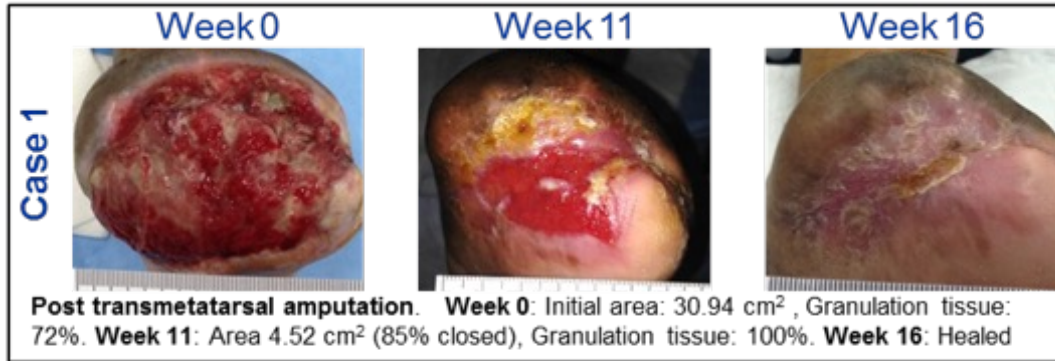 Week 0 Week 11 Week 16
Case 1
Post transmetatarsal amputation. Week 0: Initial area: 30.94 cm², Granulation tissue:
72%. Week 11: Area 4.52 cm² (85% closed), Granulation tissue: 100%. Week 16: Healed